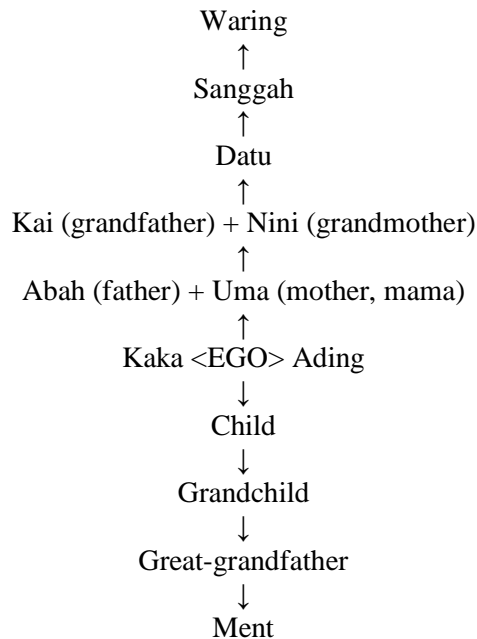 Waring
↑
Sanggah
↑
Datu
↑
Kai (grandfather) + Nini (grandmother)
↑
Abah (father) + Uma (mother, mama)
↑
Kaka <EGO> Ading
↓
Child
↓
Grandchild
↓
Great-grandfather
↓
Ment